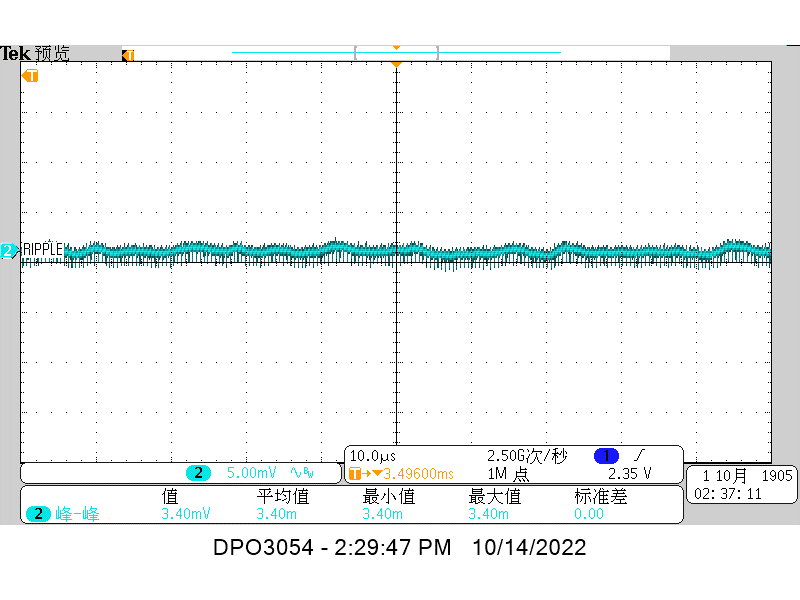 Tek 预览
T
T
2 RIPPLE
2 5.00mV BW
10.0µs 2.50G次/秒 1
T→▼3.49600ms 1M 点 2.35 V
1 10月 1905
02:37:11
值 平均值 最小值 最大值 标准差
2 峰-峰 3.40mV 3.40m 3.40m 3.40m 0.00
DPO3054 - 2:29:47 PM 10/14/2022